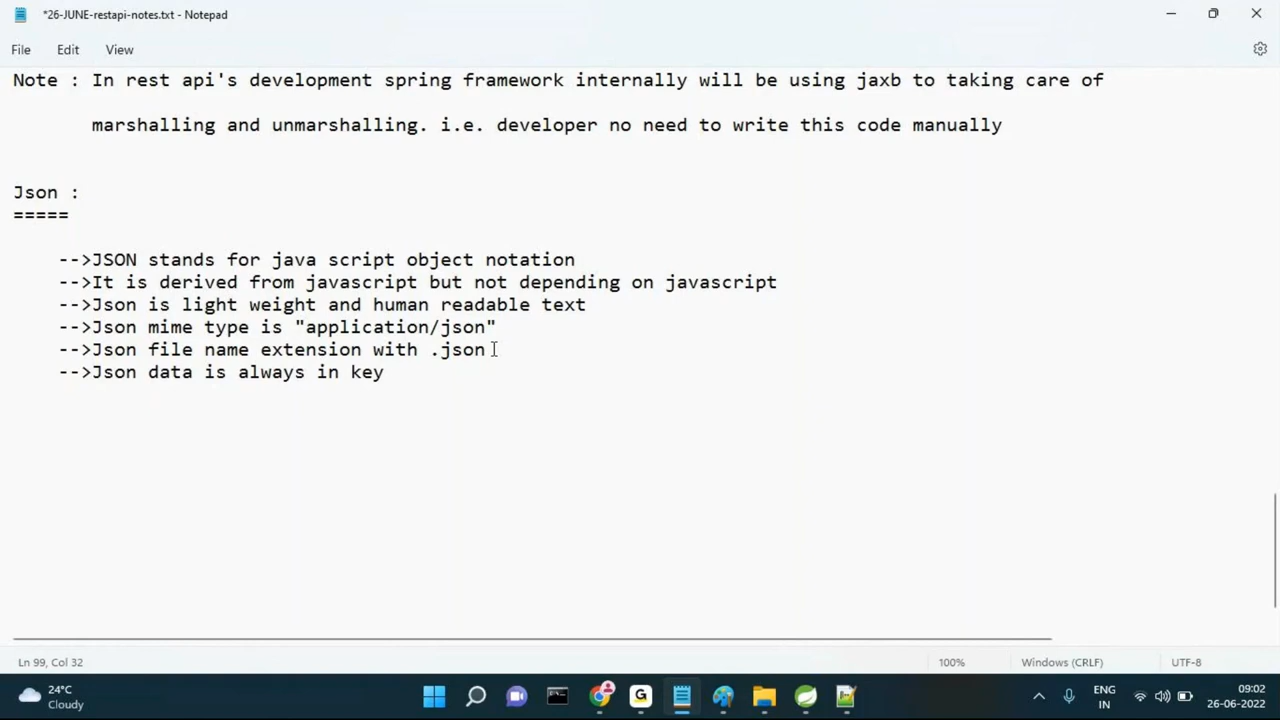 *26-JUNE-restapi-notes.txt - Notepad
File Edit View
Note : In rest api's development spring framework internally will be using jaxb to taking care of
marshalling and unmarshalling. i.e. developer no need to write this code manually
Json :
=====
-->JSON stands for java script object notation
-->It is derived from javascript but not depending on javascript
-->Json is light weight and human readable text
-->Json mime type is "application/json"
-->Json file name extension with .json
-->Json data is always in key
Ln 99, Col 32 100% Windows (CRLF) UTF-8
24°C ENG 09:02
Cloudy IN 26-06-2022